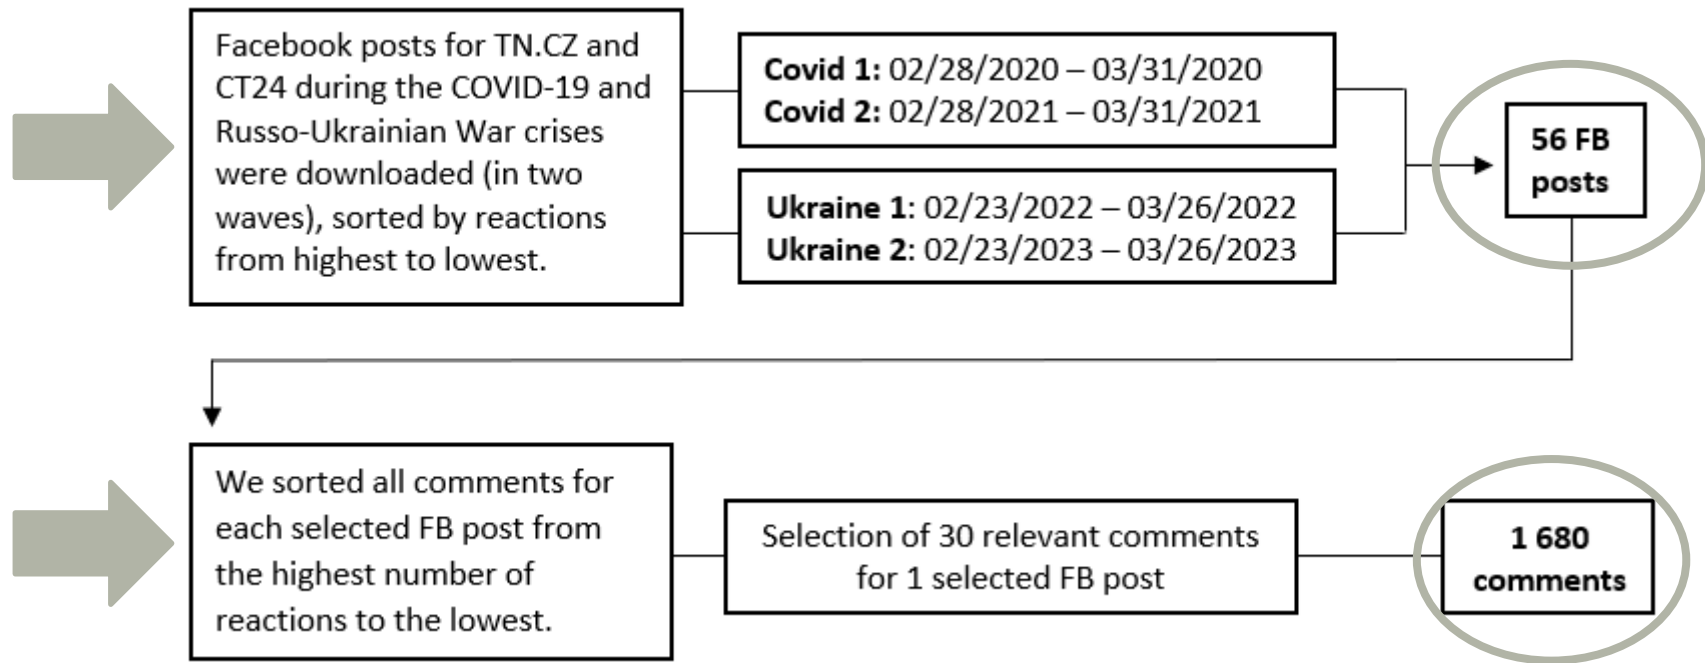 Facebook posts for TN.CZ and
CT24 during the COVID-19 and
Russo-Ukrainian War crises
were downloaded (in two
waves), sorted by reactions
from highest to lowest.
Covid 1: 02/28/2020 – 03/31/2020
Covid 2: 02/28/2021 – 03/31/2021
Ukraine 1: 02/23/2022 – 03/26/2022
Ukraine 2: 02/23/2023 – 03/26/2023
56 FB
posts
We sorted all comments for
each selected FB post from
the highest number of
reactions to the lowest.
Selection of 30 relevant comments
for 1 selected FB post
1 680
comments